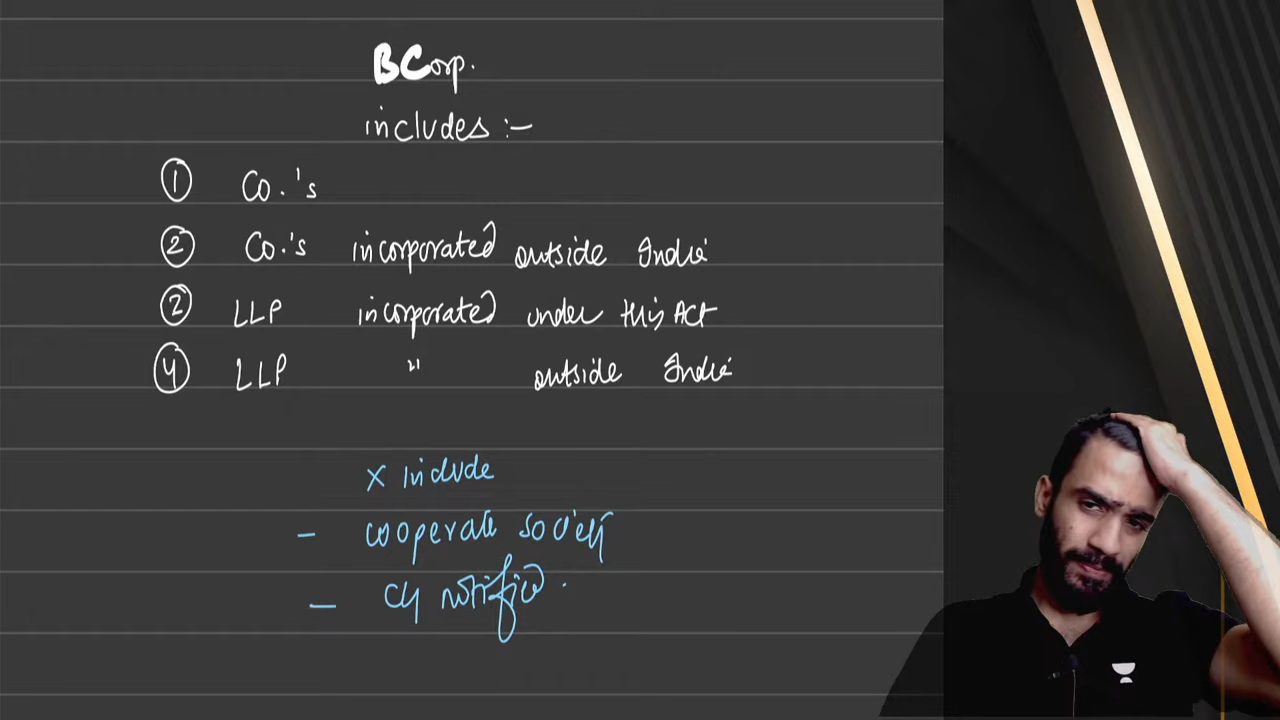 BCorp.
includes :-
① Co.'s
② Co.'s incorporated outside India
② LLP incorporated under this Act
④ LLP " outside India
x include
- cooperate society
- CG notified.